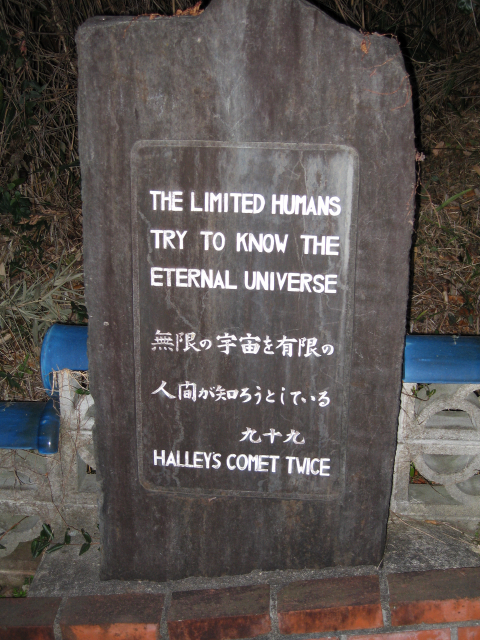 THE LIMITED HUMANS
TRY TO KNOW THE
ETERNAL UNIVERSE
無限の宇宙を有限の
人間が知ろうとしている
九十九
HALLEY'S COMET TWICE